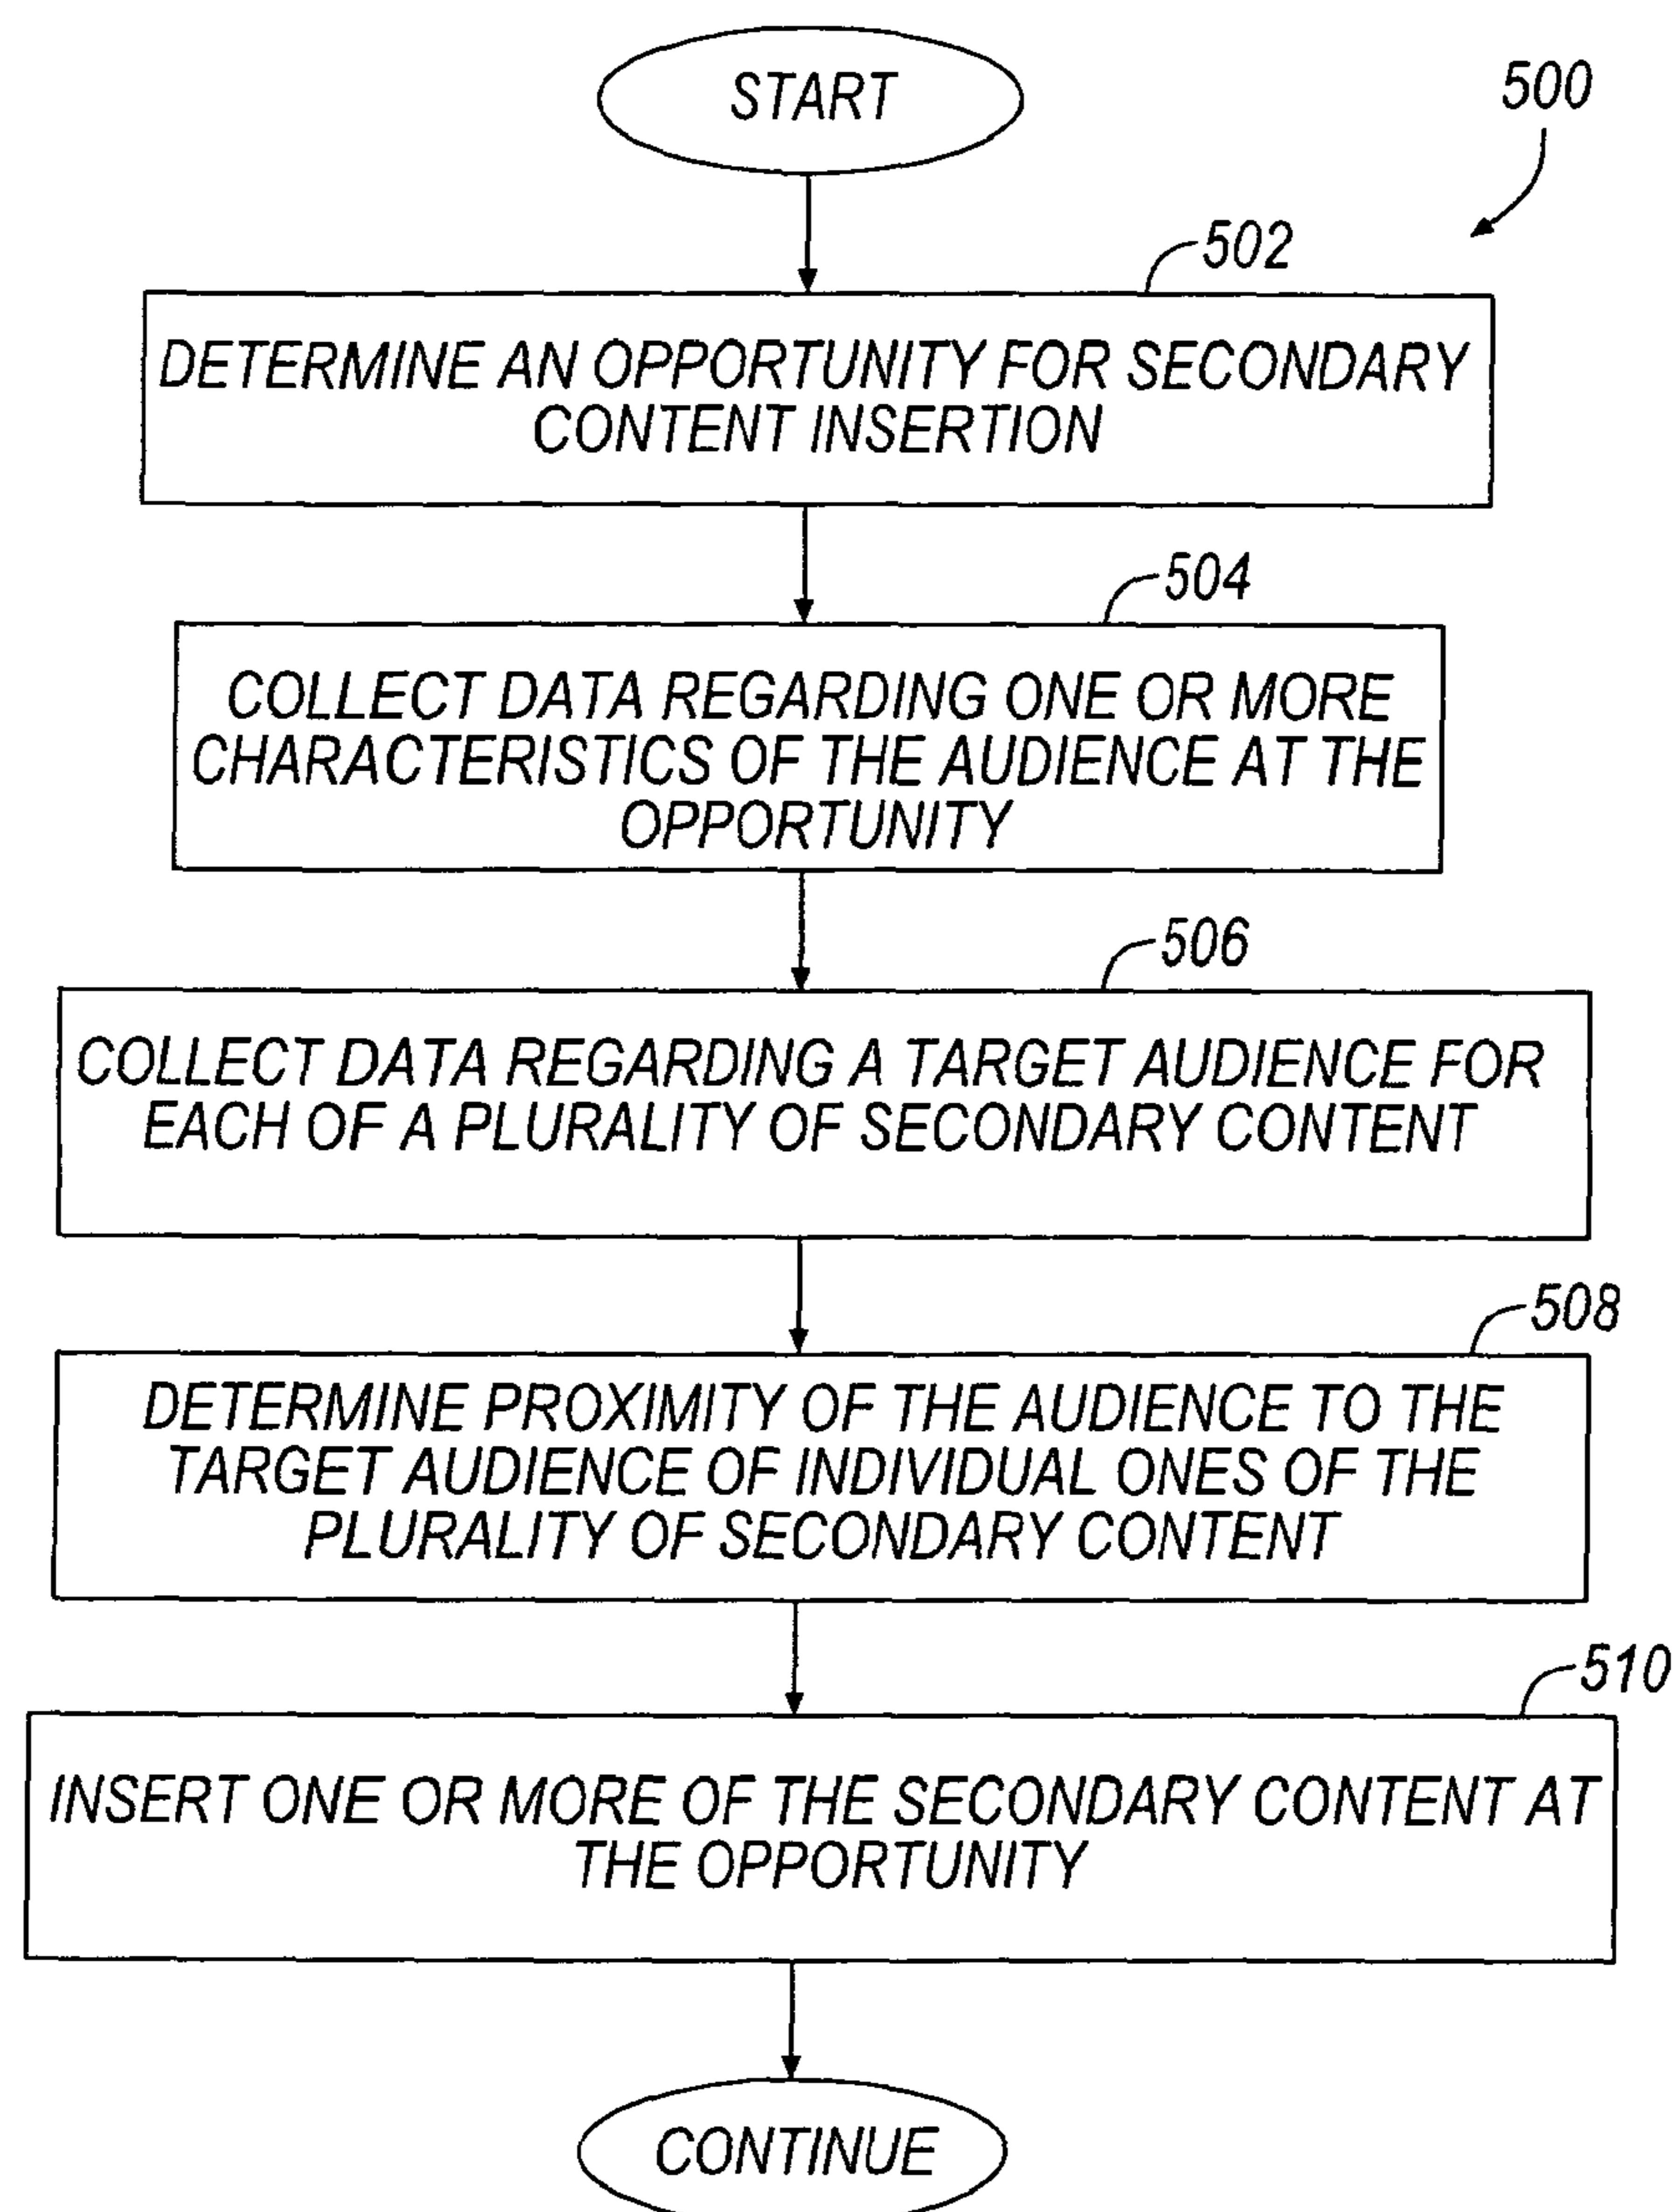 START
500
502
DETERMINE AN OPPORTUNITY FOR SECONDARY
CONTENT INSERTION
504
COLLECT DATA REGARDING ONE OR MORE
CHARACTERISTICS OF THE AUDIENCE AT THE
OPPORTUNITY
506
COLLECT DATA REGARDING A TARGET AUDIENCE FOR
EACH OF A PLURALITY OF SECONDARY CONTENT
508
DETERMINE PROXIMITY OF THE AUDIENCE TO THE
TARGET AUDIENCE OF INDIVIDUAL ONES OF THE
PLURALITY OF SECONDARY CONTENT
510
INSERT ONE OR MORE OF THE SECONDARY CONTENT AT
THE OPPORTUNITY
CONTINUE